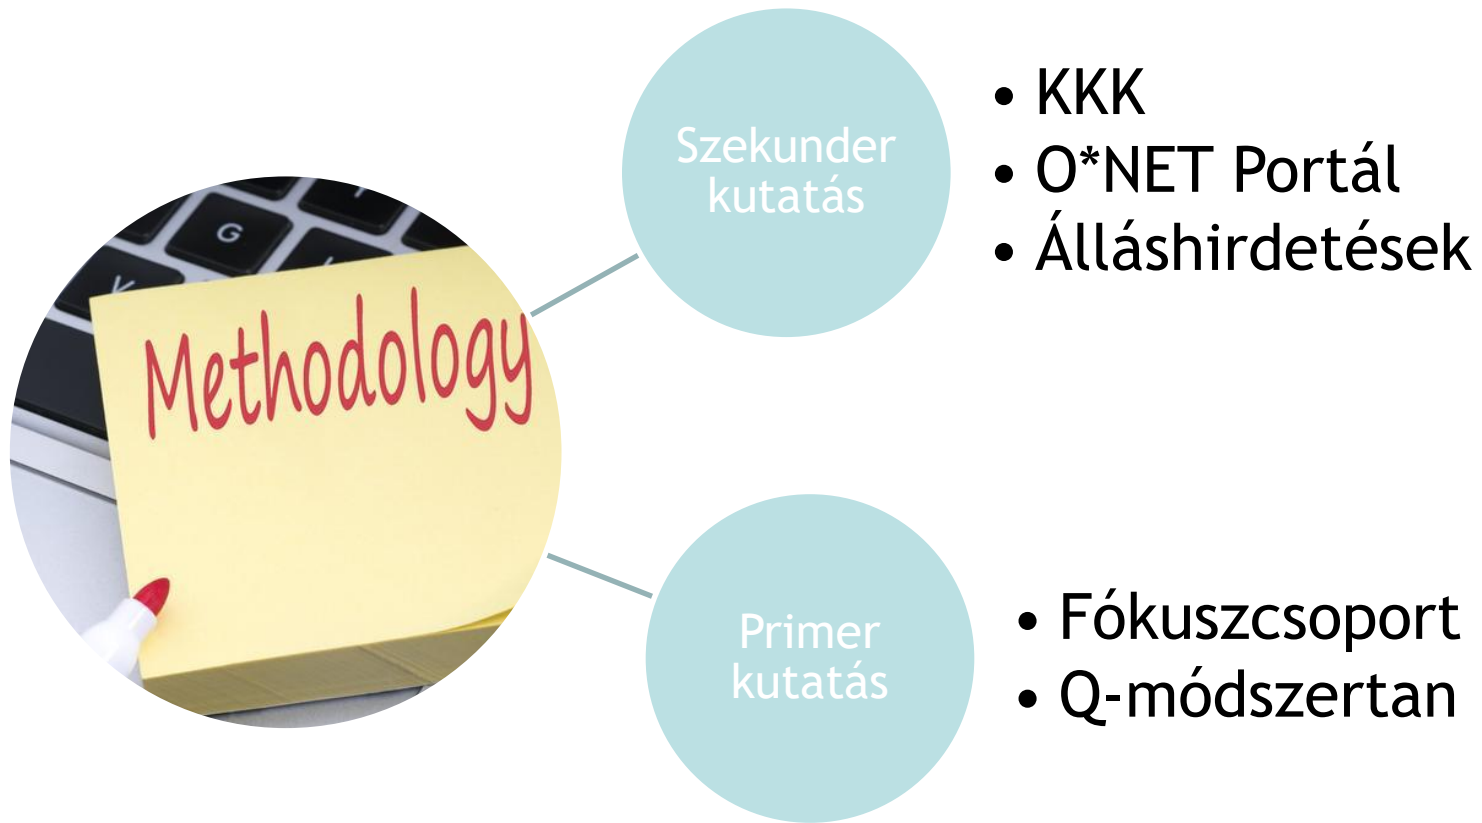 Methodology
G
Szekunder
kutatás
• KKK
• O*NET Portál
• Álláshirdetések
Primer
kutatás
• Fókuszcsoport
• Q-módszertan